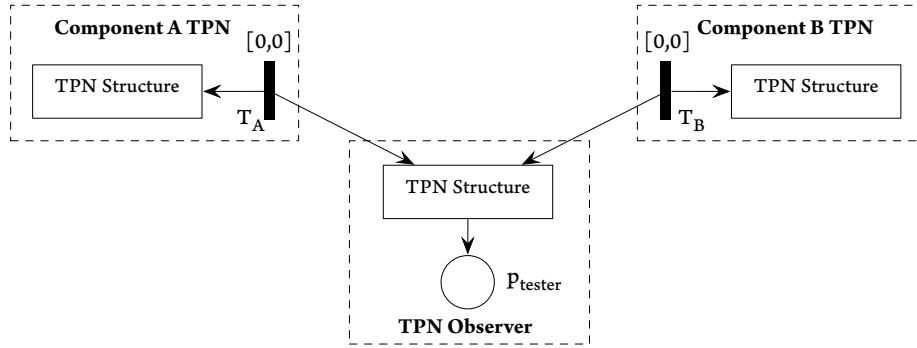 Component A TPN
[0,0]
TPN Structure
T_A
[0,0]
Component B TPN
TPN Structure
T_B
TPN Structure
p_tester
TPN Observer